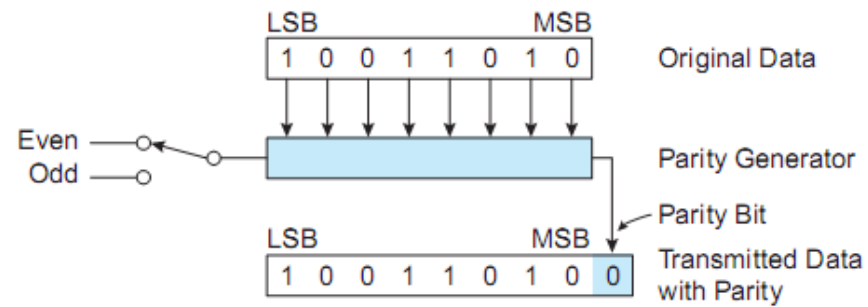 LSB MSB
1 0 0 1 1 0 1 0 Original Data
Even
Odd
Parity Generator
Parity Bit
LSB MSB
1 0 0 1 1 0 1 0 0 Transmitted Data
with Parity